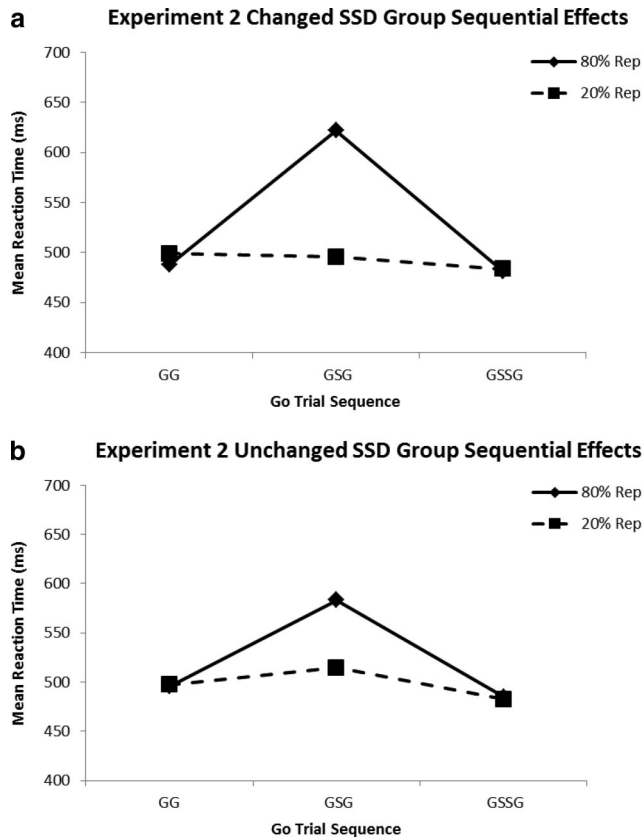 a Experiment 2 Changed SSD Group Sequential Effects
700
80% Rep
20% Rep
650
600
550
500
450
400
Mean Reaction Time (ms)
GG GSG GSSG
Go Trial Sequence
b Experiment 2 Unchanged SSD Group Sequential Effects
700
80% Rep
20% Rep
650
600
550
500
450
400
Mean Reaction Time (ms)
GG GSG GSSG
Go Trial Sequence